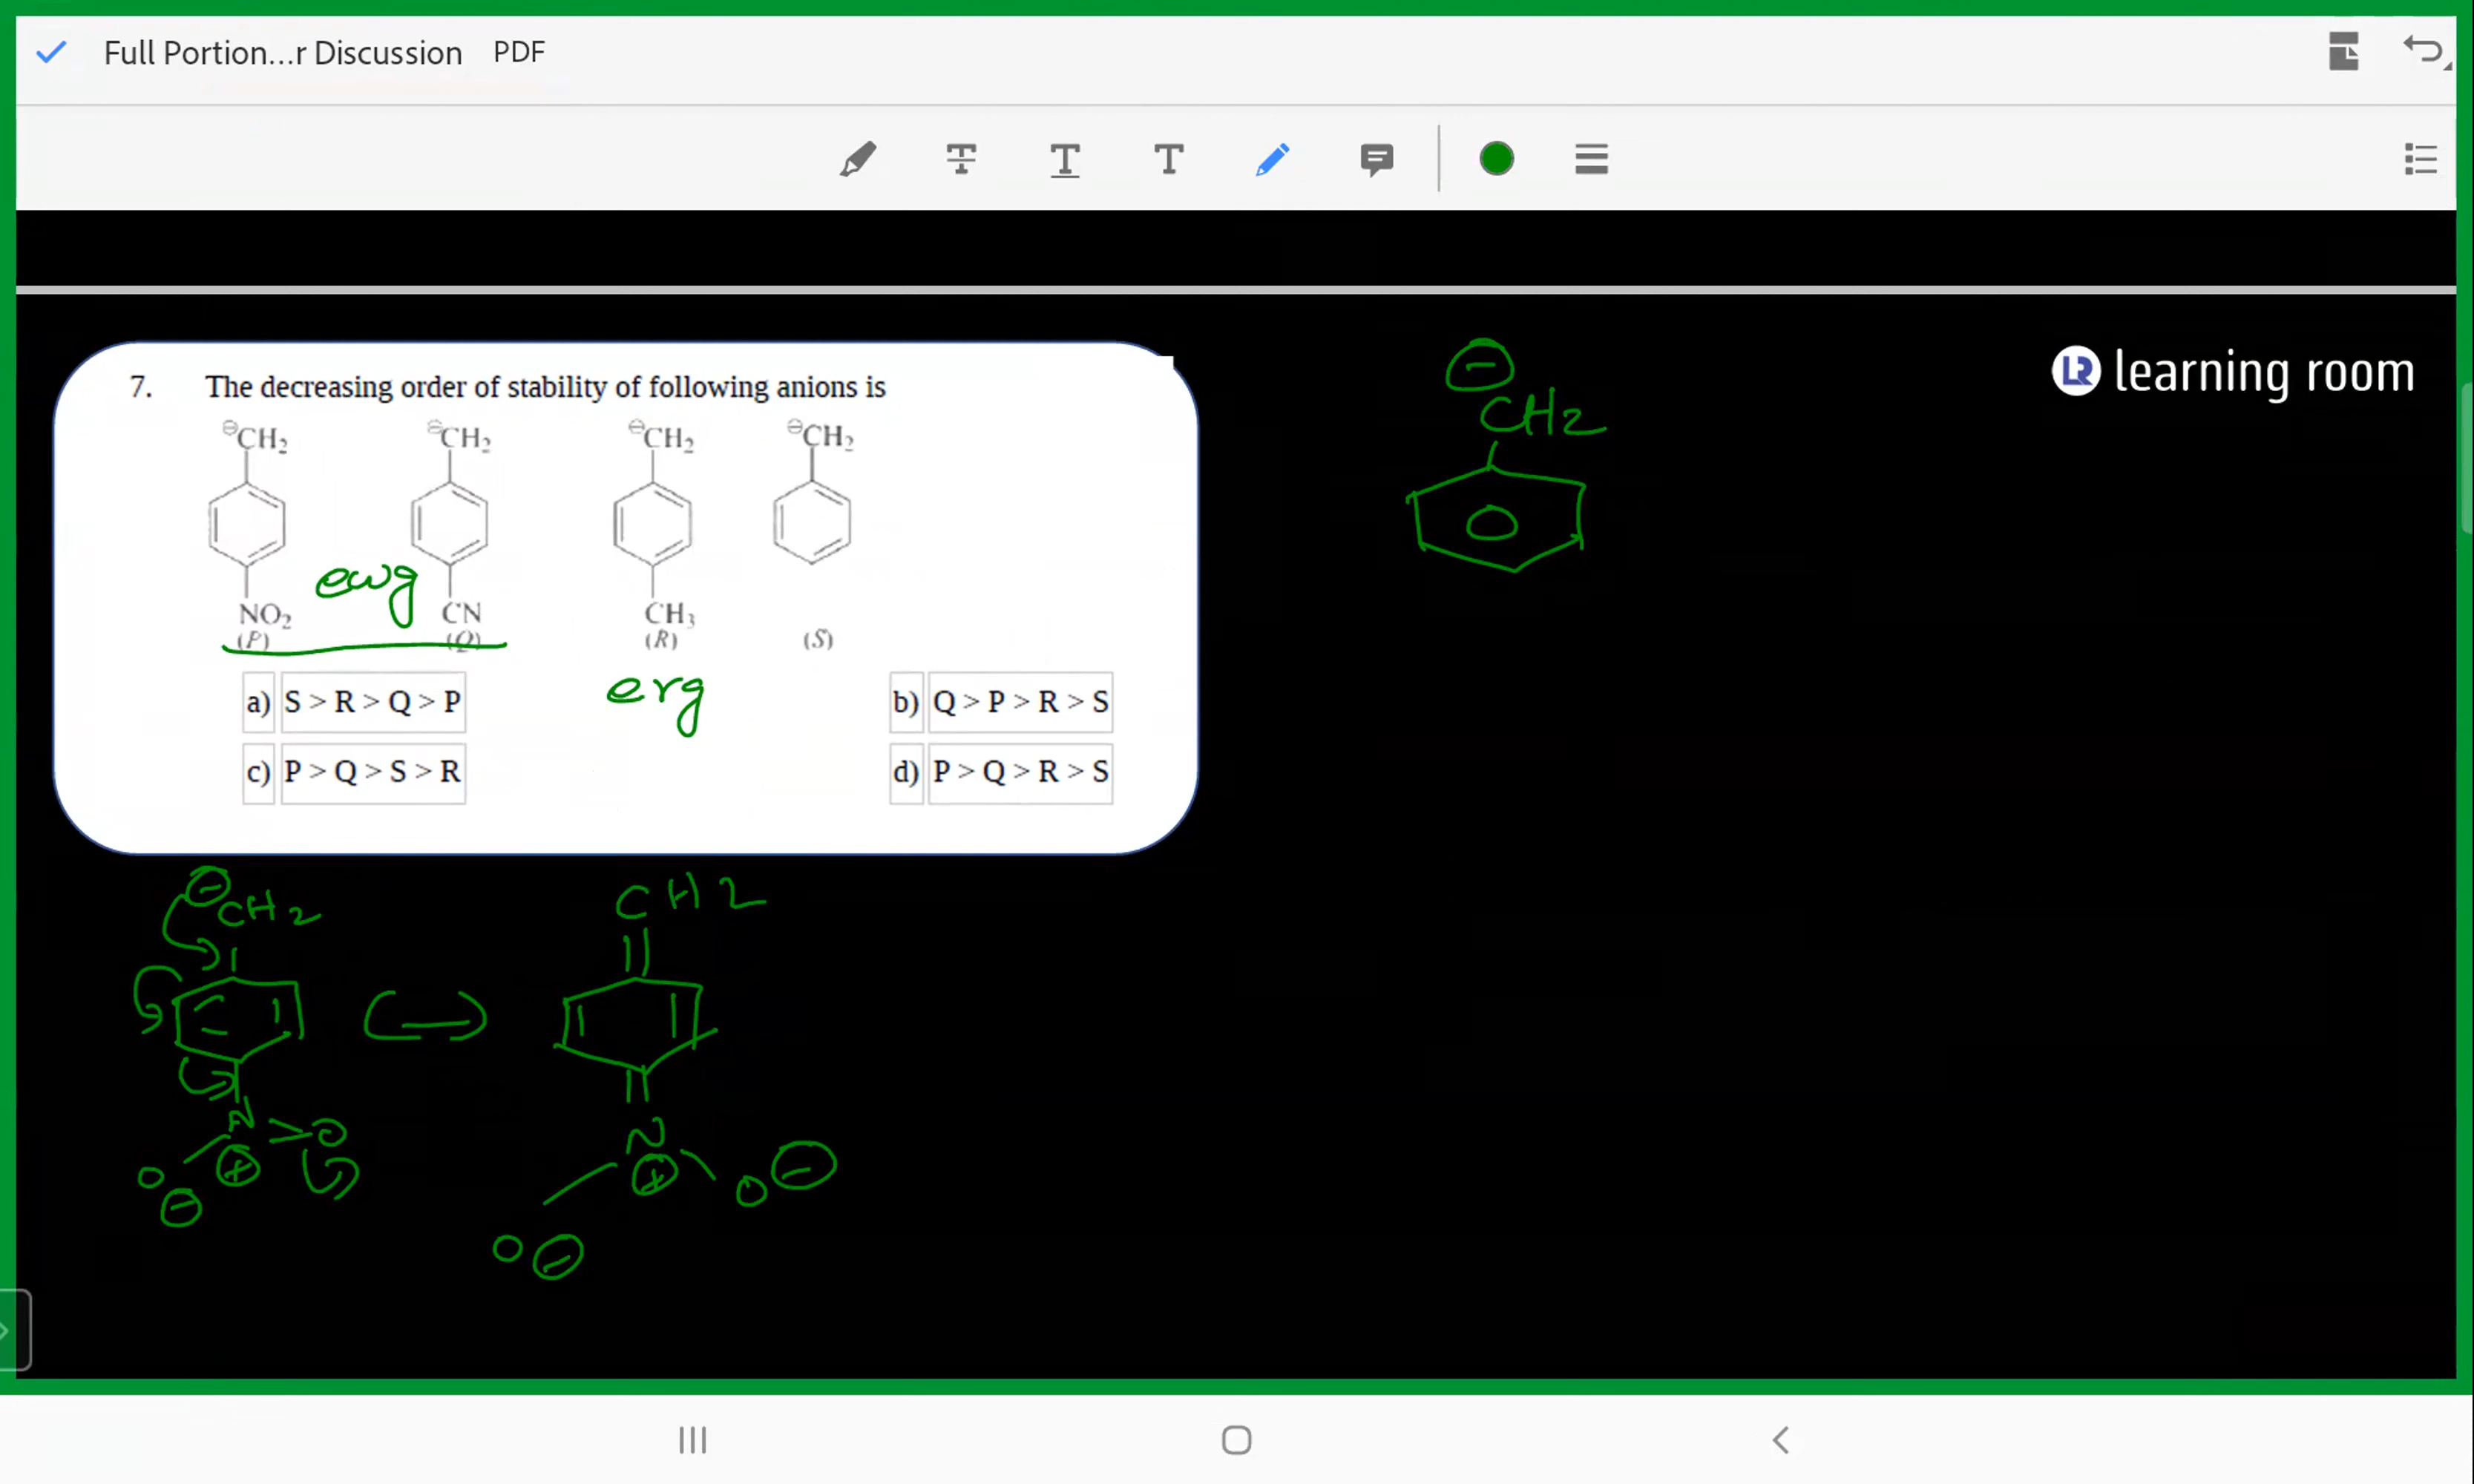 Full Portion...r Discussion PDF
learning room
7. The decreasing order of stability of following anions is
⊖CH₂ ⊖CH₂ ⊖CH₂ ⊖CH₂
ewg
NO₂ CN CH₃
(P) (Q) (R) (S)
erg
a) S > R > Q > P b) Q > P > R > S
c) P > Q > S > R d) P > Q > R > S
⊖
CH2
⊖CH2 CH2
N O N
O ⊖ ⊕ ⊕ O ⊖
O ⊖